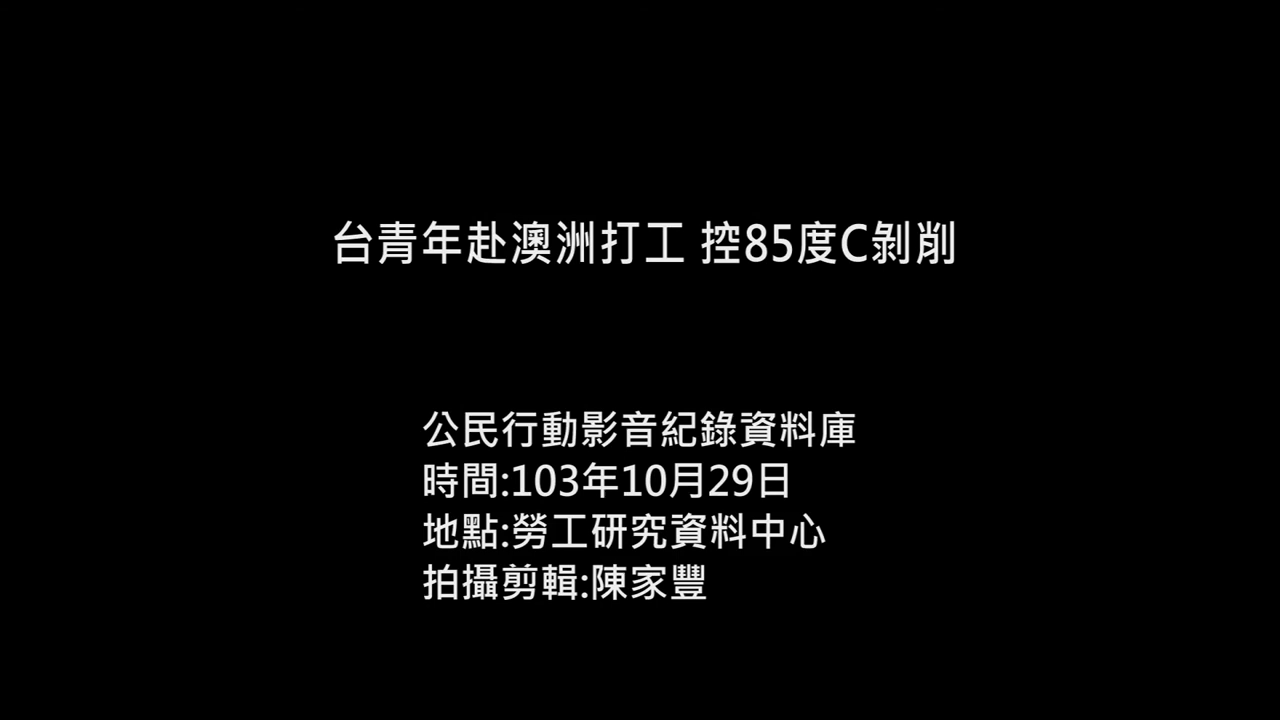 台青年赴澳洲打工 控85度C剝削
公民行動影音紀錄資料庫
時間:103年10月29日
地點:勞工研究資料中心
拍攝剪輯:陳家豐